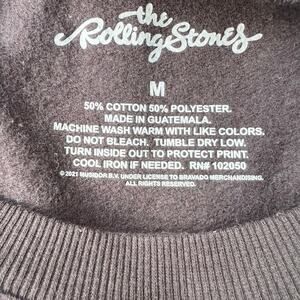 the
Rolling Stones
M
50% COTTON 50% POLYESTER.
MADE IN GUATEMALA.
MACHINE WASH WARM WITH LIKE COLORS.
DO NOT BLEACH. TUMBLE DRY LOW.
TURN INSIDE OUT TO PROTECT PRINT.
COOL IRON IF NEEDED. RN# 102050
© 2021 MUSIDOR B.V. UNDER LICENSE TO BRAVADO MERCHANDISING.
ALL RIGHTS RESERVED.